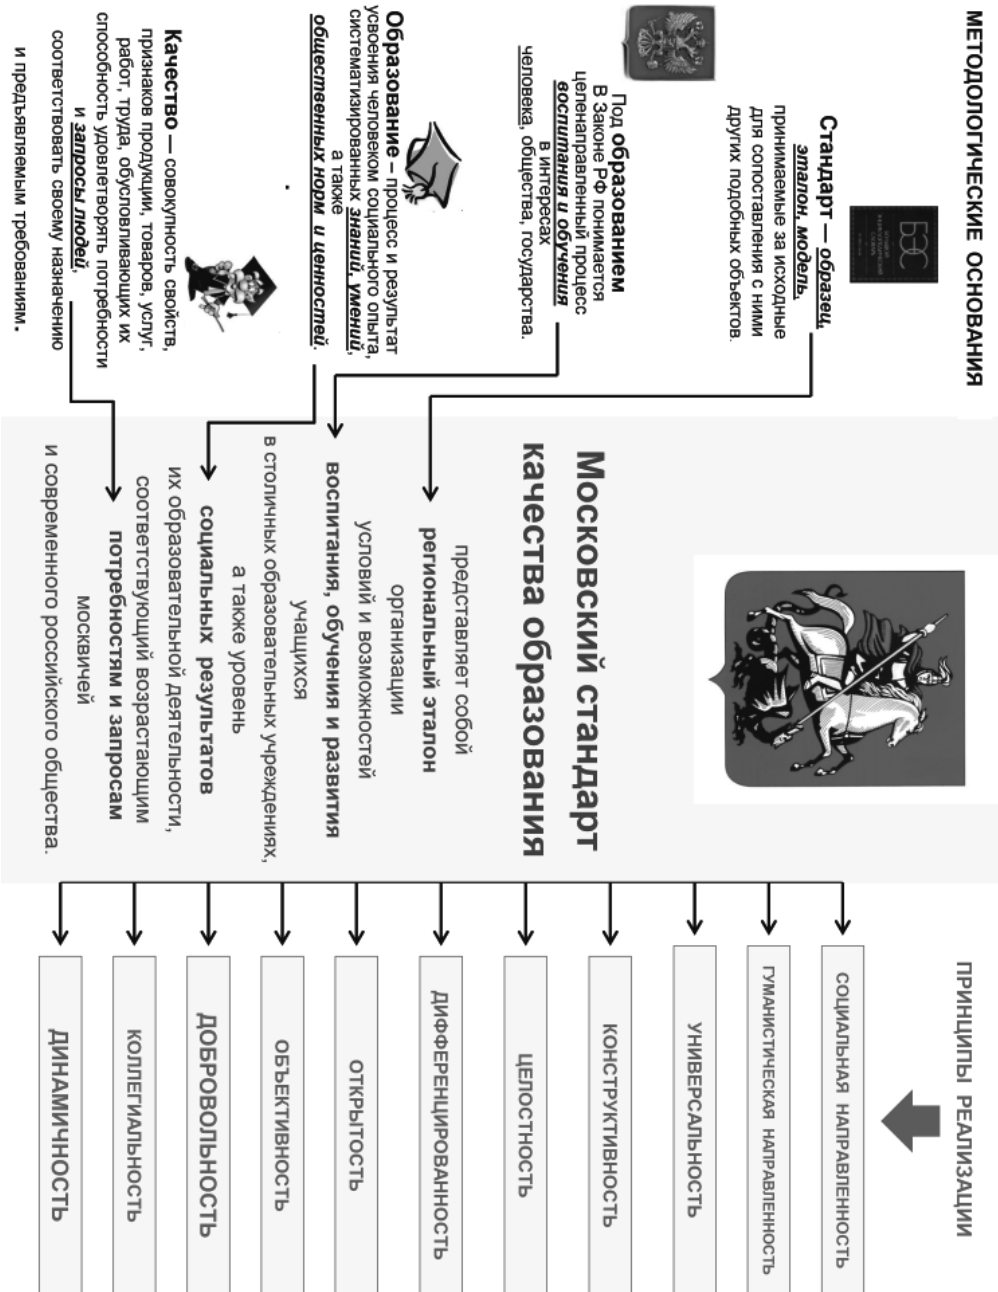 МЕТОДОЛОГИЧЕСКИЕ ОСНОВАНИЯ
БЭС
Стандарт – образец,
эталон, модель,
принимаемые за исходные
для сопоставления с ними
других подобных объектов.
Под образованием
В Законе РФ понимается
целенаправленный процесс
воспитания и обучения
в интересах
человека, общества, государства.
Образование – процесс и результат
усвоения человеком социального опыта,
систематизированных знаний, умений,
а также
общественных норм и ценностей.
Качество — совокупность свойств,
признаков продукции, товаров, услуг,
работ, труда, обусловливающих их
способность удовлетворять потребности
и запросы людей,
соответствовать своему назначению
и предъявляемым требованиям.
Московский стандарт
качества образования
представляет собой
региональный эталон
организации
условий и возможностей
воспитания, обучения и развития
учащихся
в столичных образовательных учреждениях,
а также уровень
социальных результатов
их образовательной деятельности,
соответствующий возрастающим
потребностям и запросам
москвичей
и современного российского общества.
ПРИНЦИПЫ РЕАЛИЗАЦИИ
СОЦИАЛЬНАЯ НАПРАВЛЕННОСТЬ
ГУМАНИСТИЧЕСКАЯ НАПРАВЛЕННОСТЬ
УНИВЕРСАЛЬНОСТЬ
КОНСТРУКТИВНОСТЬ
ЦЕЛОСТНОСТЬ
ДИФФЕРЕНЦИРОВАННОСТЬ
ОТКРЫТОСТЬ
ОБЪЕКТИВНОСТЬ
ДОБРОВОЛЬНОСТЬ
КОЛЛЕГИАЛЬНОСТЬ
ДИНАМИЧНОСТЬ